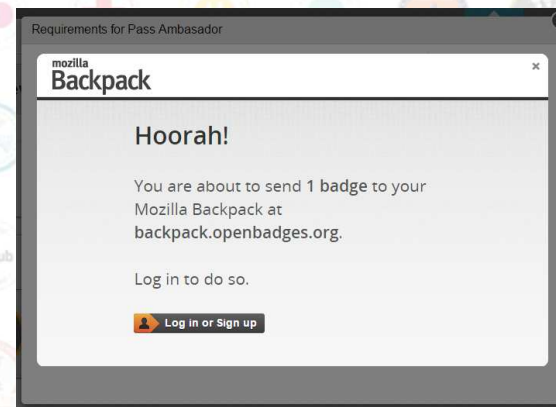 Requirements for Pass Ambasador
mozilla
Backpack
×
Hoorah!
You are about to send 1 badge to your
Mozilla Backpack at
backpack.openbadges.org.
Log in to do so.
Log in or Sign up